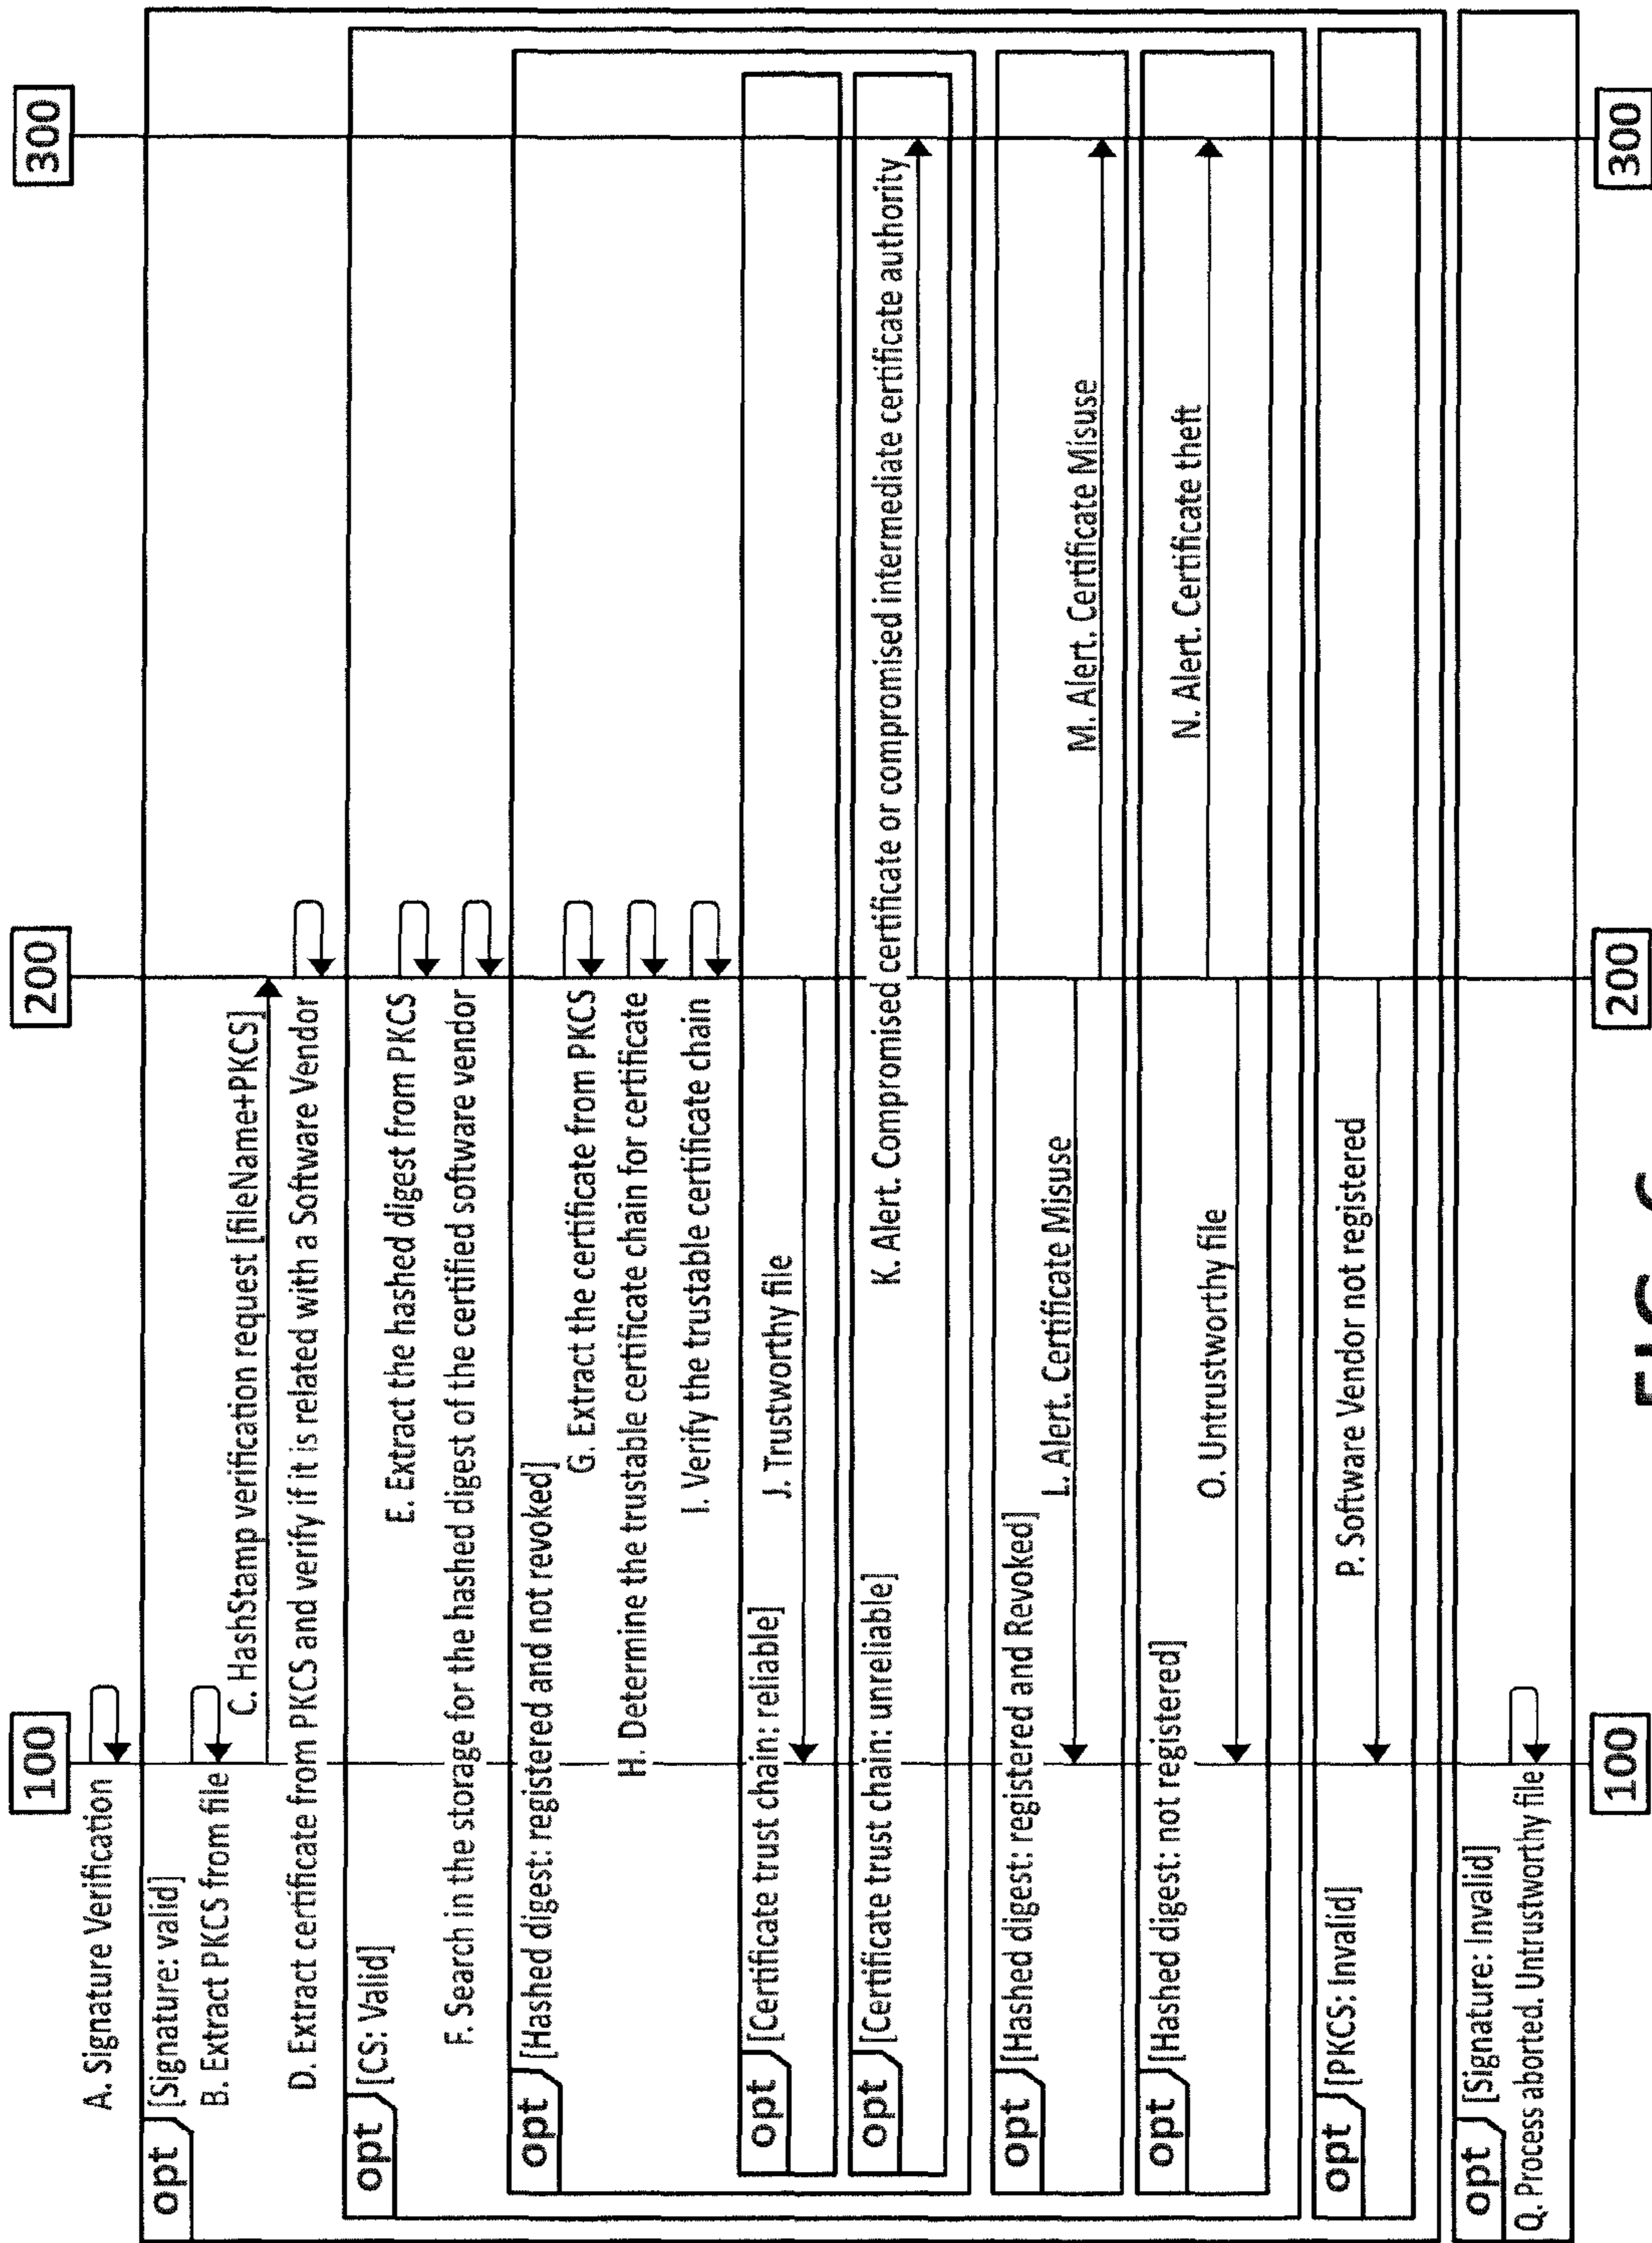 100
200
300
A. Signature Verification
opt
[Signature: valid]
B. Extract PKCS from file
C. HashStamp verification request [fileName+PKCS]
D. Extract certificate from PKCS and verify if it is related with a Software Vendor
opt
[CS: Valid]
E. Extract the hashed digest from PKCS
F. Search in the storage for the hashed digest of the certified software vendor
opt
[Hashed digest: registered and not revoked]
G. Extract the certificate from PKCS
H. Determine the trustable certificate chain for certificate
I. Verify the trustable certificate chain
opt
[Certificate trust chain: reliable]
J. Trustworthy file
opt
[Certificate trust chain: unreliable]
K. Alert. Compromised certificate or compromised intermediate certificate authority
opt
[Hashed digest: registered and Revoked]
L. Alert. Certificate Misuse
M. Alert. Certificate Misuse
opt
[Hashed digest: not registered]
N. Alert. Certificate theft
O. Untrustworthy file
opt
[PKCS: Invalid]
P. Software Vendor not registered
opt
[Signature: Invalid]
Q. Process aborted. Untrustworthy file
100
200
300